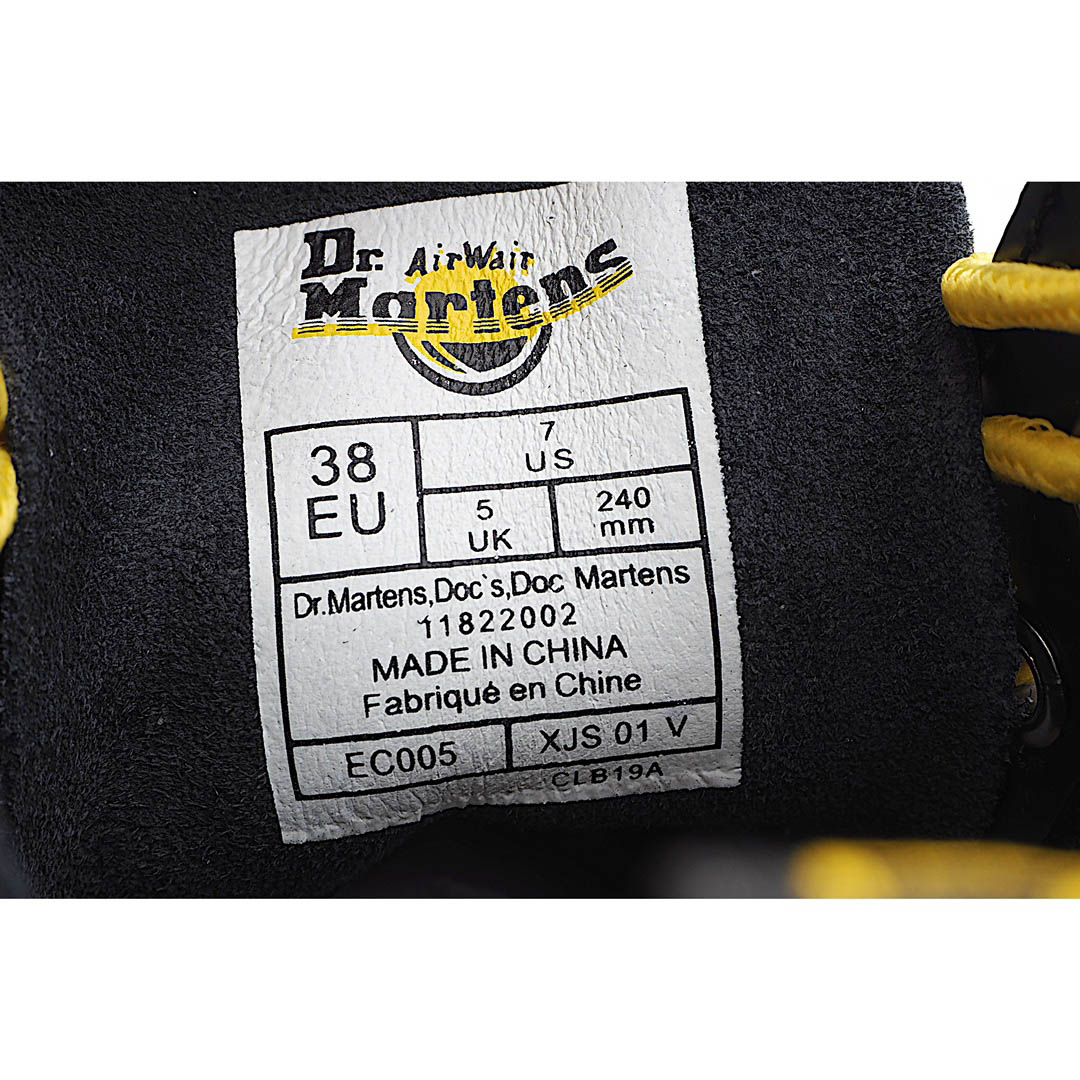 Dr. AirWair
Martens
38
EU
7
US
5
UK
240
mm
Dr.Martens,Doc`s,Doc Martens
11822002
MADE IN CHINA
Fabriqué en Chine
EC005
XJS 01 V
CLB19A